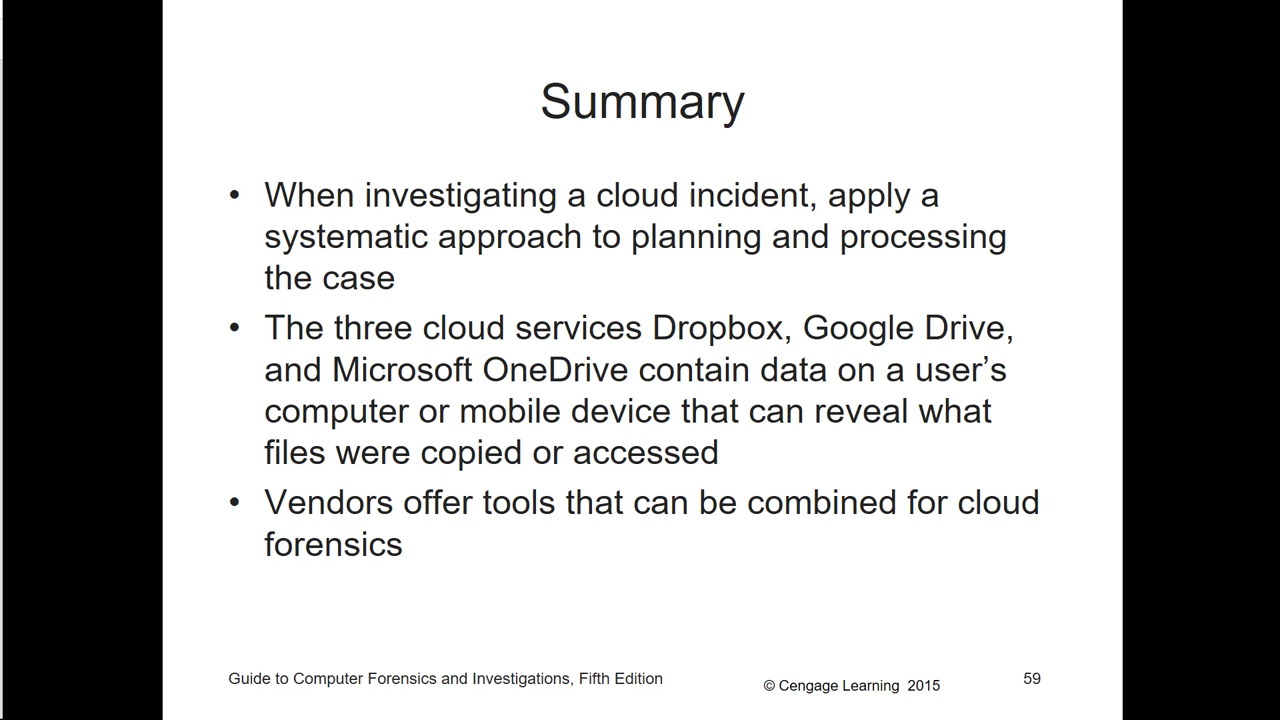 Summary
• When investigating a cloud incident, apply a
systematic approach to planning and processing
the case
• The three cloud services Dropbox, Google Drive,
and Microsoft OneDrive contain data on a user’s
computer or mobile device that can reveal what
files were copied or accessed
• Vendors offer tools that can be combined for cloud
forensics
Guide to Computer Forensics and Investigations, Fifth Edition
© Cengage Learning 2015
59